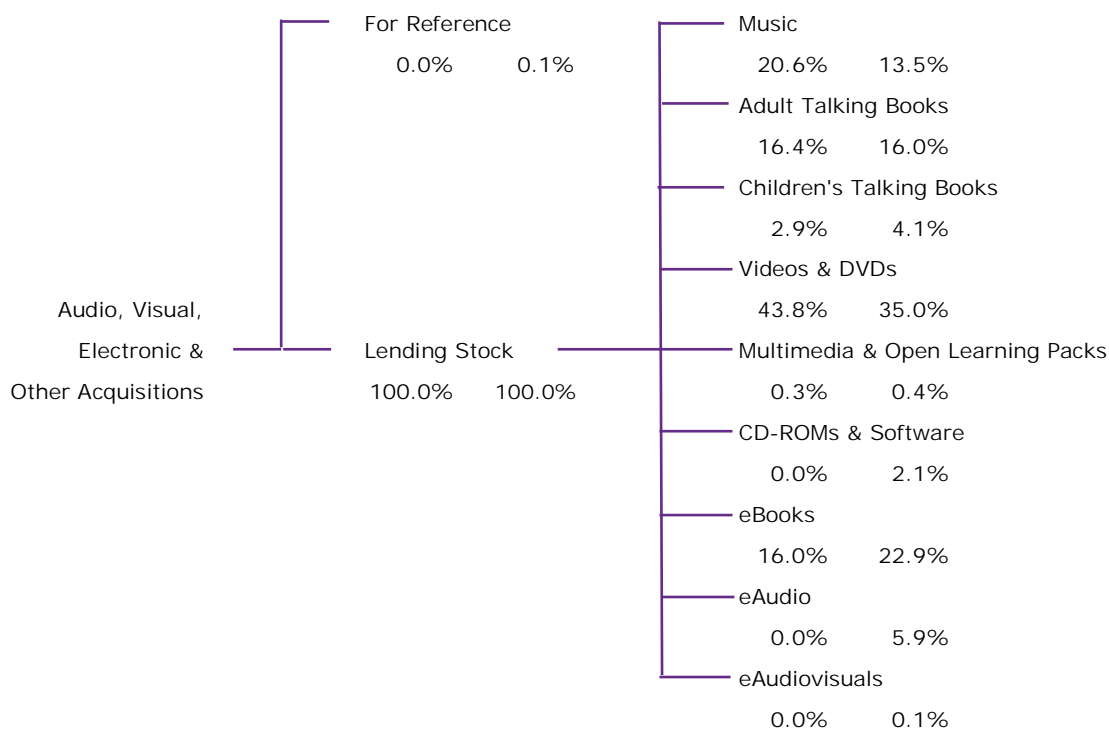 For Reference
0.0% 0.1%
Audio, Visual,
Electronic &
Other Acquisitions
Lending Stock
100.0% 100.0%
Music
20.6% 13.5%
Adult Talking Books
16.4% 16.0%
Children's Talking Books
2.9% 4.1%
Videos & DVDs
43.8% 35.0%
Multimedia & Open Learning Packs
0.3% 0.4%
CD-ROMs & Software
0.0% 2.1%
eBooks
16.0% 22.9%
eAudio
0.0% 5.9%
eAudiovisuals
0.0% 0.1%